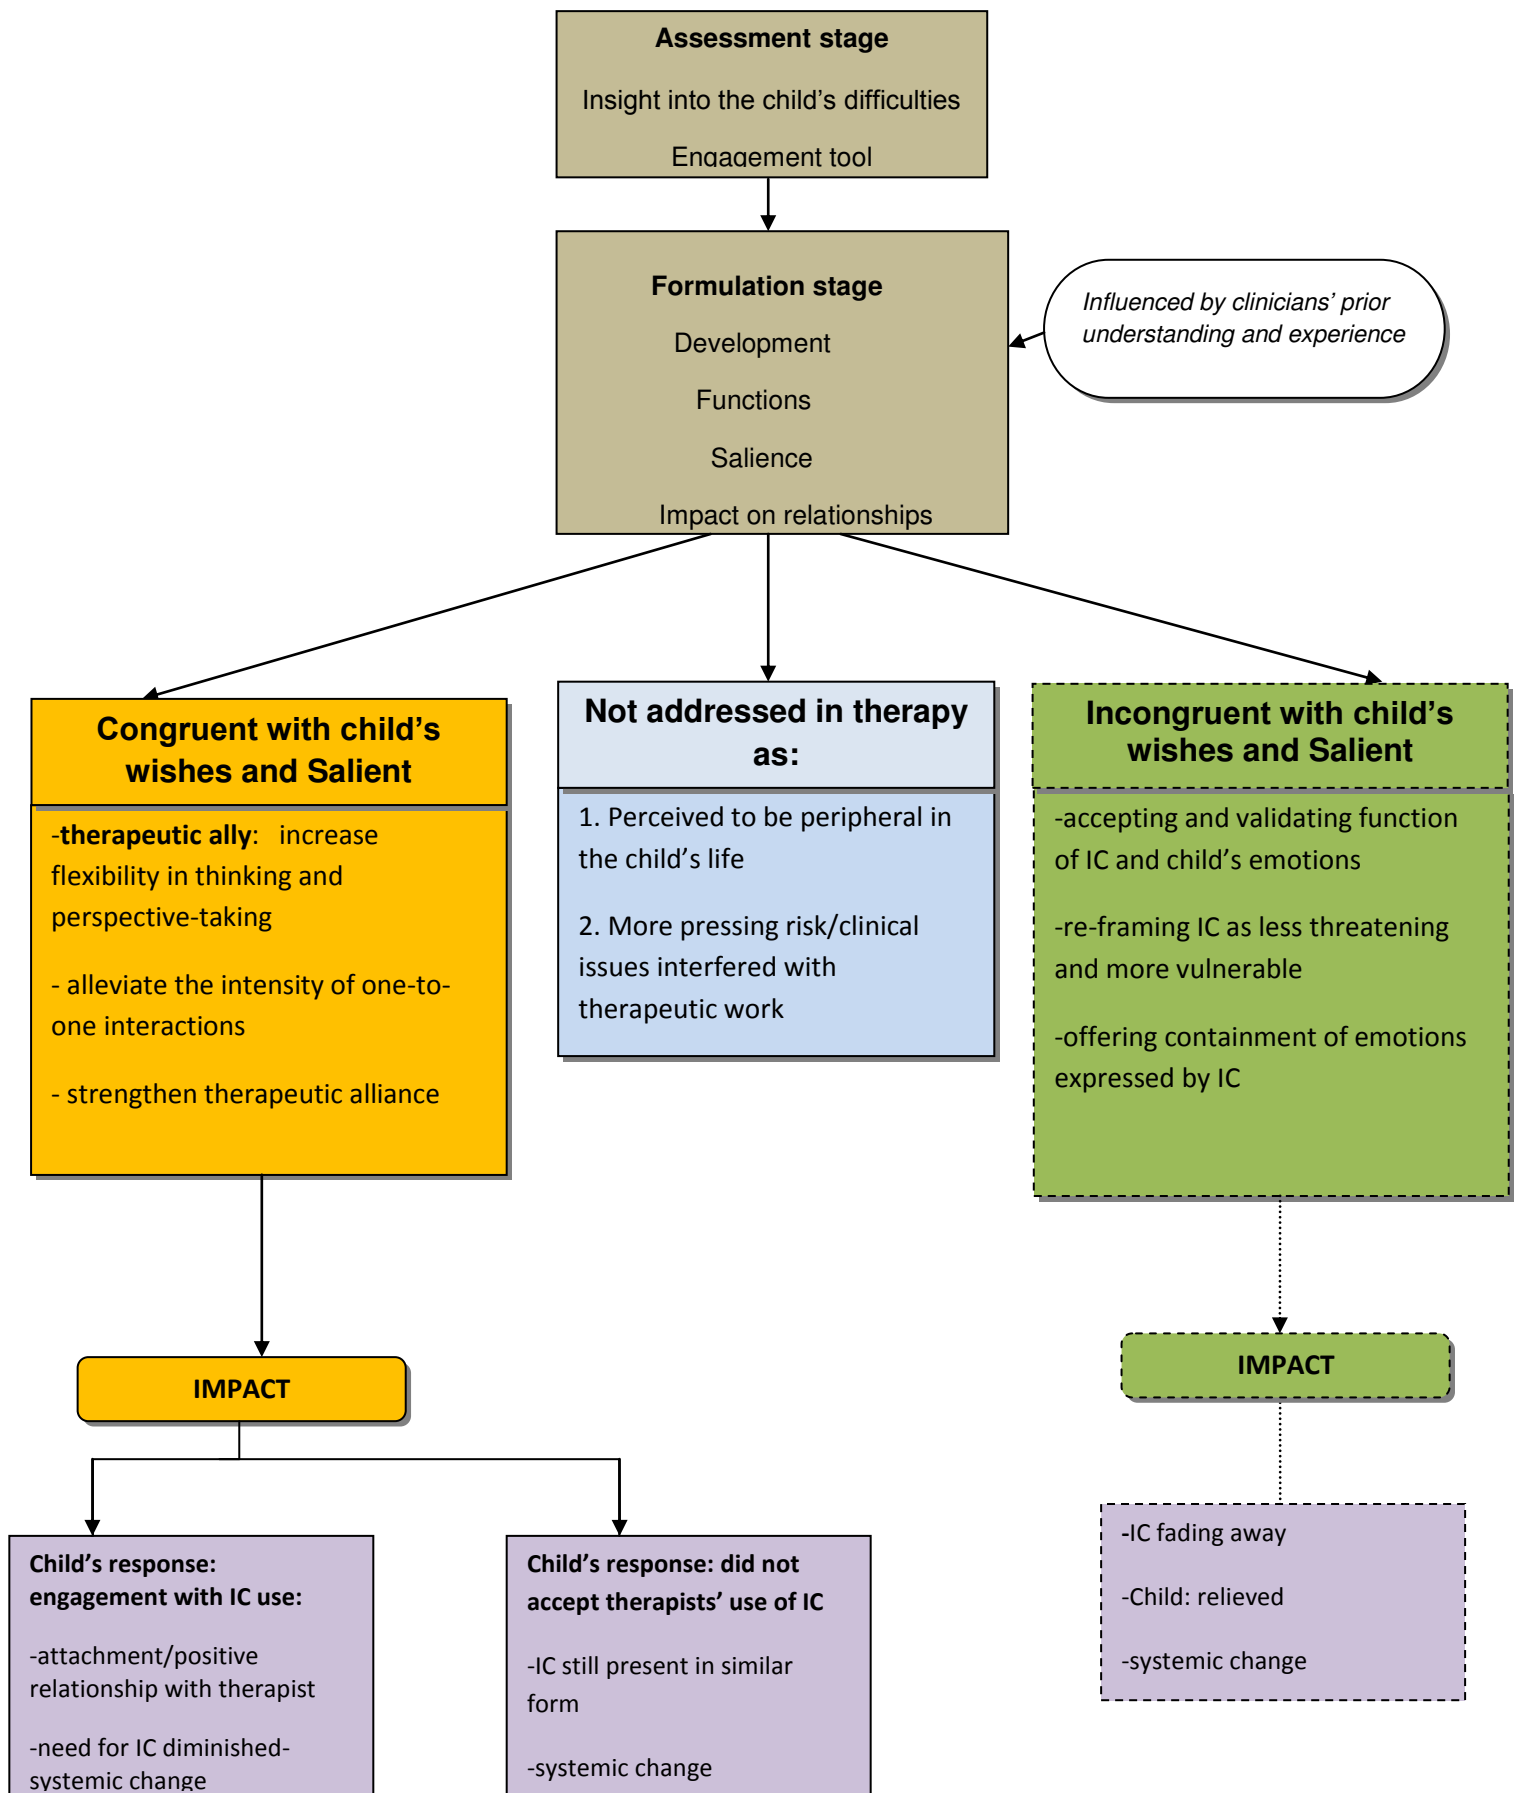 Assessment stage
Insight into the child’s difficulties
Engagement tool
Formulation stage
Development
Functions
Salience
Impact on relationships
Influenced by clinicians’ prior
understanding and experience
Congruent with child’s
wishes and Salient
-therapeutic ally: increase
flexibility in thinking and
perspective-taking
- alleviate the intensity of one-to-
one interactions
- strengthen therapeutic alliance
Not addressed in therapy
as:
1. Perceived to be peripheral in
the child’s life
2. More pressing risk/clinical
issues interfered with
therapeutic work
Incongruent with child’s
wishes and Salient
-accepting and validating function
of IC and child’s emotions
-re-framing IC as less threatening
and more vulnerable
-offering containment of emotions
expressed by IC
IMPACT
IMPACT
Child’s response:
engagement with IC use:
-attachment/positive
relationship with therapist
-need for IC diminished-
systemic change
Child’s response: did not
accept therapists’ use of IC
-IC still present in similar
form
-systemic change
-IC fading away
-Child: relieved
-systemic change